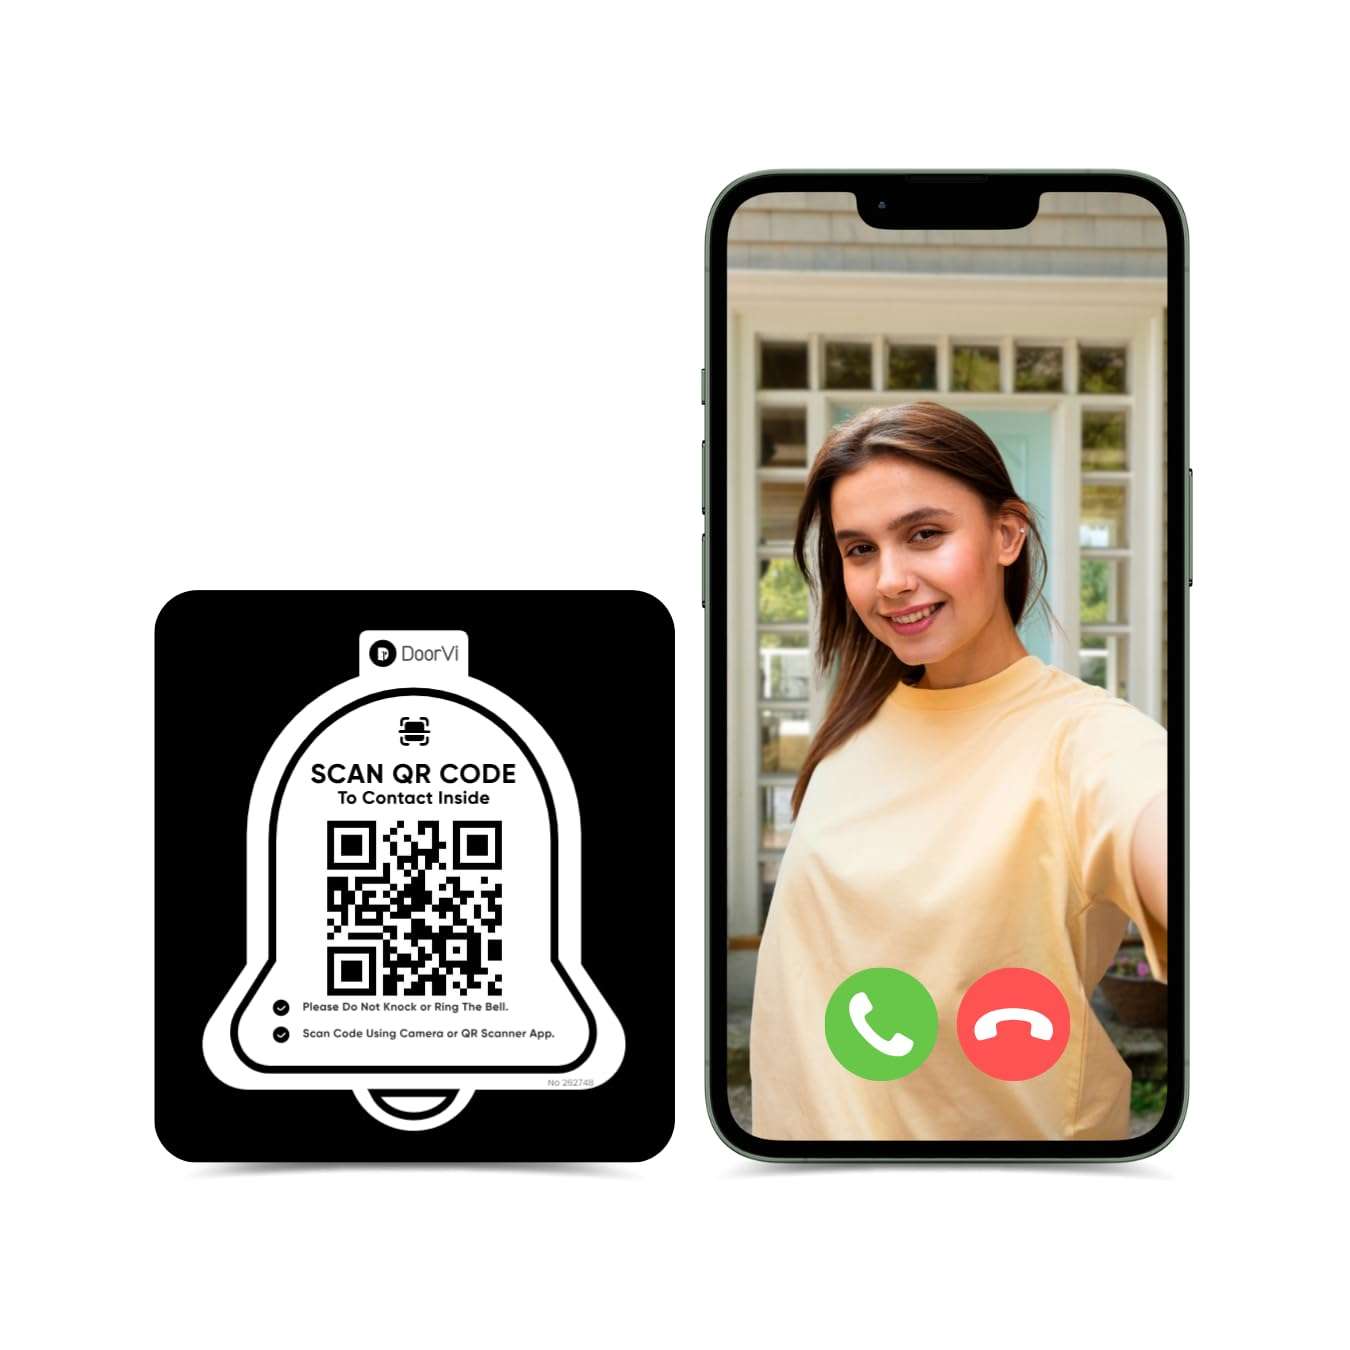 DoorVi
SCAN QR CODE
To Contact Inside
Please Do Not Knock or Ring The Bell.
Scan Code Using Camera or QR Scanner App.
No 262748